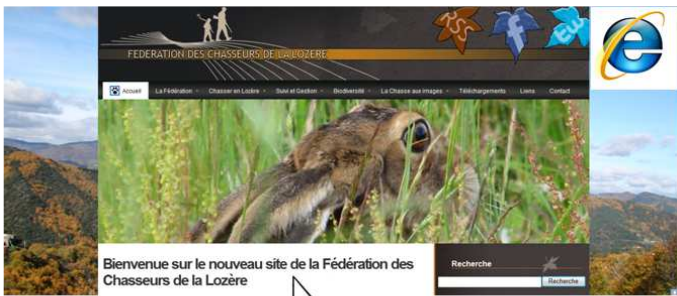 RSS
f
FEDERATION DES CHASSEURS DE LA LOZERE
Accueil La Fédération Chasser en Lozère Suivi et Gestion Biodiversité La Chasse aux images Téléchargements Liens Contact
Bienvenue sur le nouveau site de la Fédération des
Chasseurs de la Lozère
Recherche
Recherche